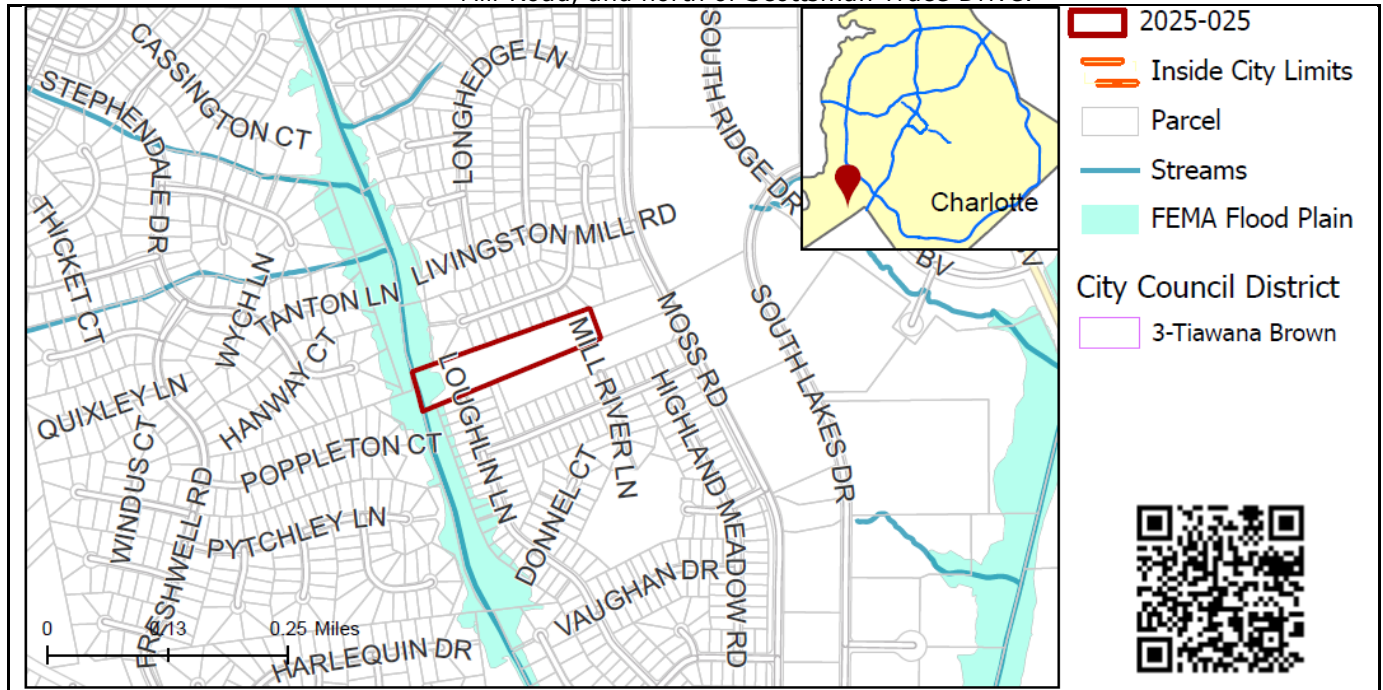 CASSINGTON CT
STEPHENDALE DR
THICKET CT
LONGHEDGE LN
SOUTH RIDGE DR
LIVINGSTON MILL RD
WYCH LN
TANTON LN
HANWAY CT
QUIXLEY LN
WINDUS CT
FRESHWELL RD
POPPLETON CT
PYTCHLEY LN
HARLEQUIN DR
LOUGHLIN LN
MILL RIVER LN
DONNEL CT
VAUGHAN DR
MOSS RD
HIGHLAND MEADOW RD
SOUTH LAKES DR
BV
Charlotte
0
0.13
0.25 Miles
2025-025
Inside City Limits
Parcel
Streams
FEMA Flood Plain
City Council District
3-Tiawana Brown